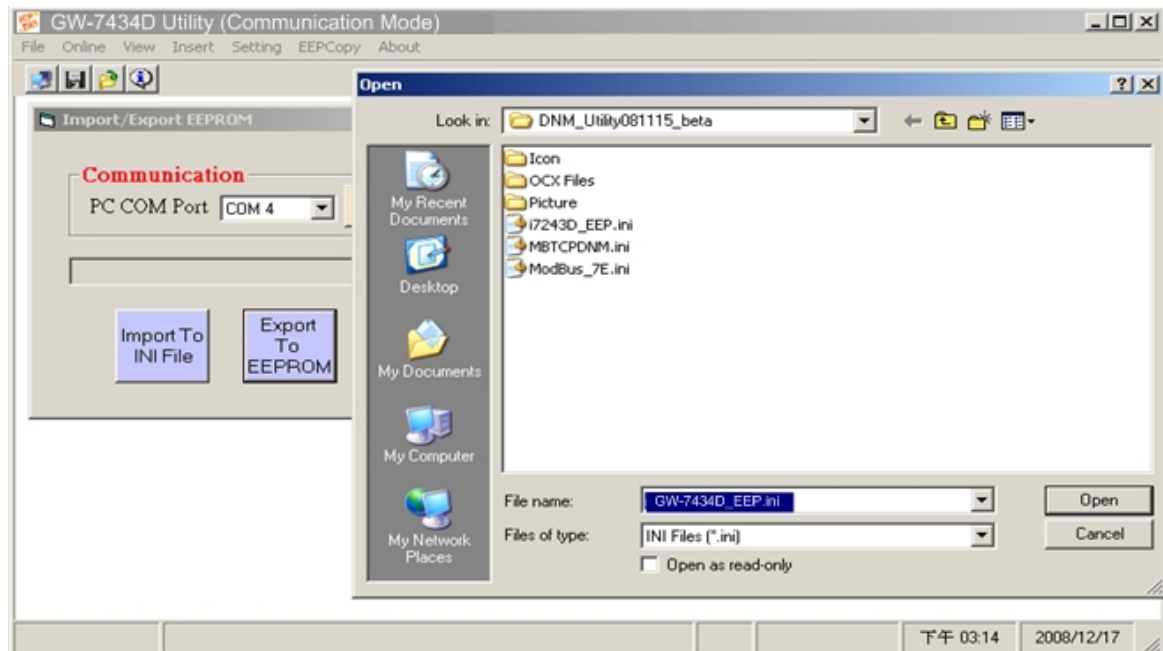 GW-7434D Utility (Communication Mode)
File Online View Insert Setting EEPCopy About
Import/Export EEPROM
Communication
PC COM Port COM 4
Import To
INI File
Export
To
EEPROM
Open
Look in: DNM_Utility081115_beta
My Recent
Documents
Desktop
My Documents
My Computer
My Network
Places
Icon
OCX Files
Picture
i7243D_EEP.ini
MBTCPDNM.ini
ModBus_7E.ini
File name: GW-7434D_EEP.ini Open
Files of type: INI Files (*.ini) Cancel
Open as read-only
下午 03:14 2008/12/17